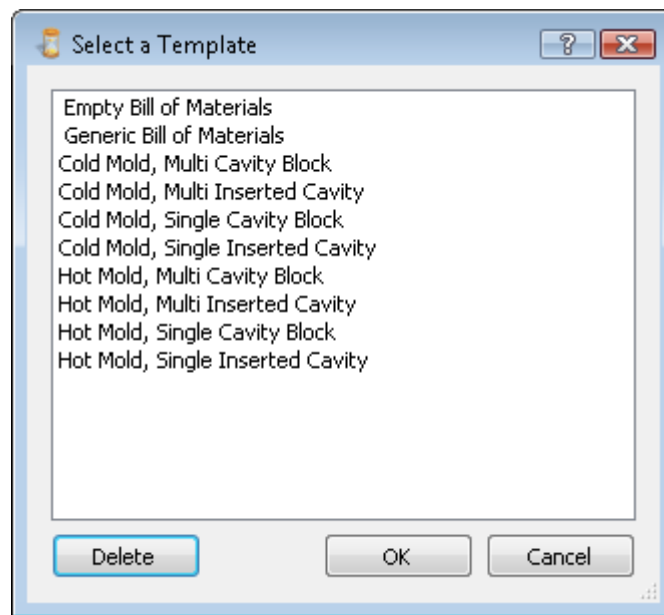 Select a Template
?
Empty Bill of Materials
Generic Bill of Materials
Cold Mold, Multi Cavity Block
Cold Mold, Multi Inserted Cavity
Cold Mold, Single Cavity Block
Cold Mold, Single Inserted Cavity
Hot Mold, Multi Cavity Block
Hot Mold, Multi Inserted Cavity
Hot Mold, Single Cavity Block
Hot Mold, Single Inserted Cavity
Delete OK Cancel